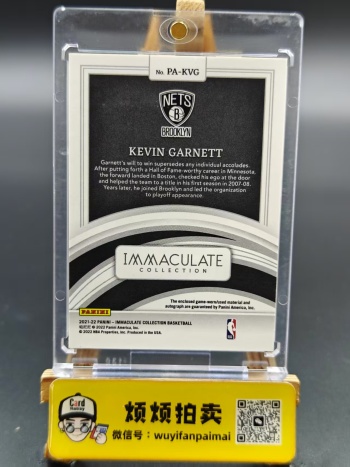 No. PA-KVG
NETS
B
BROOKLYN
KEVIN GARNETT
Garnett's will to win supersedes any individual accolades.
After putting forth a Hall of Fame-worthy career in Minnesota,
the forward landed in Boston, checked his ego at the door
and helped the team to a title in his first season in 2007-08.
Years later, he joined Brooklyn and led the organization
to playoff appearance
IMMACULATE
COLLECTION
The enclosed game-worn/used material and
autograph are guaranteed by Panini America, Inc.
PANINI
2021-22 PANINI – IMMACULATE COLLECTION BASKETBALL
© 2022 Panini America, Inc.
© 2022 NBA Properties, Inc. Produced in the USA.
NBA
Card
烦烦拍卖
微信号：wuyifanpaimai